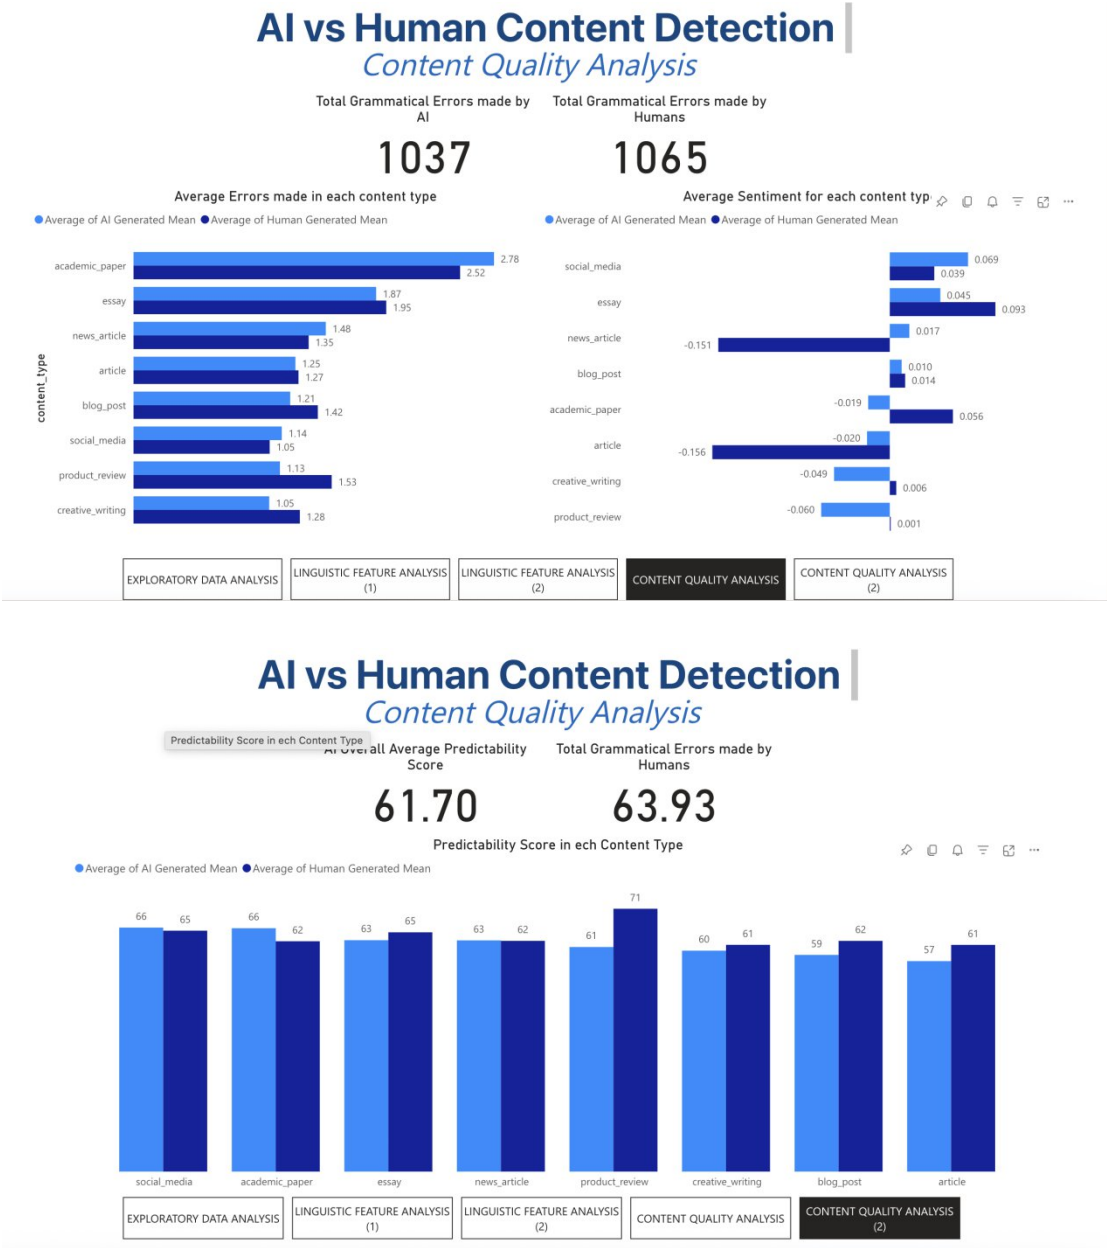 AI vs Human Content Detection
Content Quality Analysis
Total Grammatical Errors made by
AI
1037
Total Grammatical Errors made by
Humans
1065
Average Errors made in each content type
Average of AI Generated Mean Average of Human Generated Mean
content_type
academic_paper 2.78
2.52
essay 1.87
1.95
news_article 1.48
1.35
article 1.25
1.27
blog_post 1.21
1.42
social_media 1.14
1.05
product_review 1.13
1.53
creative_writing 1.05
1.28
Average Sentiment for each content typ
Average of AI Generated Mean Average of Human Generated Mean
social_media 0.069
0.039
essay 0.045
0.093
news_article 0.017
-0.151
blog_post 0.010
0.014
academic_paper -0.019
0.056
article -0.020
-0.156
creative_writing -0.049
0.006
product_review -0.060
0.001
EXPLORATORY DATA ANALYSIS
LINGUISTIC FEATURE ANALYSIS
(1)
LINGUISTIC FEATURE ANALYSIS
(2)
CONTENT QUALITY ANALYSIS
CONTENT QUALITY ANALYSIS
(2)
AI vs Human Content Detection
Content Quality Analysis
Predictability Score in ech Content Type
AI Overall Average Predictability
Score
61.70
Total Grammatical Errors made by
Humans
63.93
Predictability Score in ech Content Type
Average of AI Generated Mean Average of Human Generated Mean
66 65 66 62 63 65 63 62 61 71 60 61 59 62 57 61
social_media academic_paper essay news_article product_review creative_writing blog_post article
EXPLORATORY DATA ANALYSIS
LINGUISTIC FEATURE ANALYSIS
(1)
LINGUISTIC FEATURE ANALYSIS
(2)
CONTENT QUALITY ANALYSIS
CONTENT QUALITY ANALYSIS
(2)